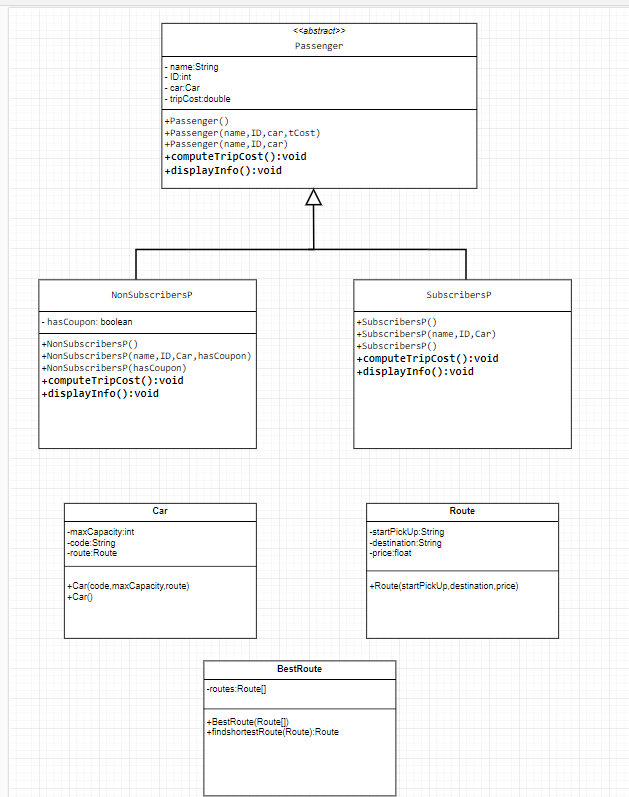 <<abstract>>
Passenger
- name:String
- ID:int
- car:Car
- tripCost:double
+Passenger()
+Passenger(name,ID,car,tCost)
+Passenger(name,ID,car)
+computeTripCost():void
+displayInfo():void
NonSubscribersP
- hasCoupon: boolean
+NonSubscribersP()
+NonSubscribersP(name,ID,Car,hasCoupon)
+NonSubscribersP(hasCoupon)
+computeTripCost():void
+displayInfo():void
SubscribersP
+SubscribersP()
+SubscribersP(name,ID,Car)
+SubscribersP()
+computeTripCost():void
+displayInfo():void
Car
-maxCapacity:int
-code:String
-route:Route
+Car(code,maxCapacity,route)
+Car()
Route
-startPickUp:String
-destination:String
-price:float
+Route(startPickUp,destination,price)
BestRoute
-routes:Route[]
+BestRoute(Route[])
+findshortestRoute(Route):Route